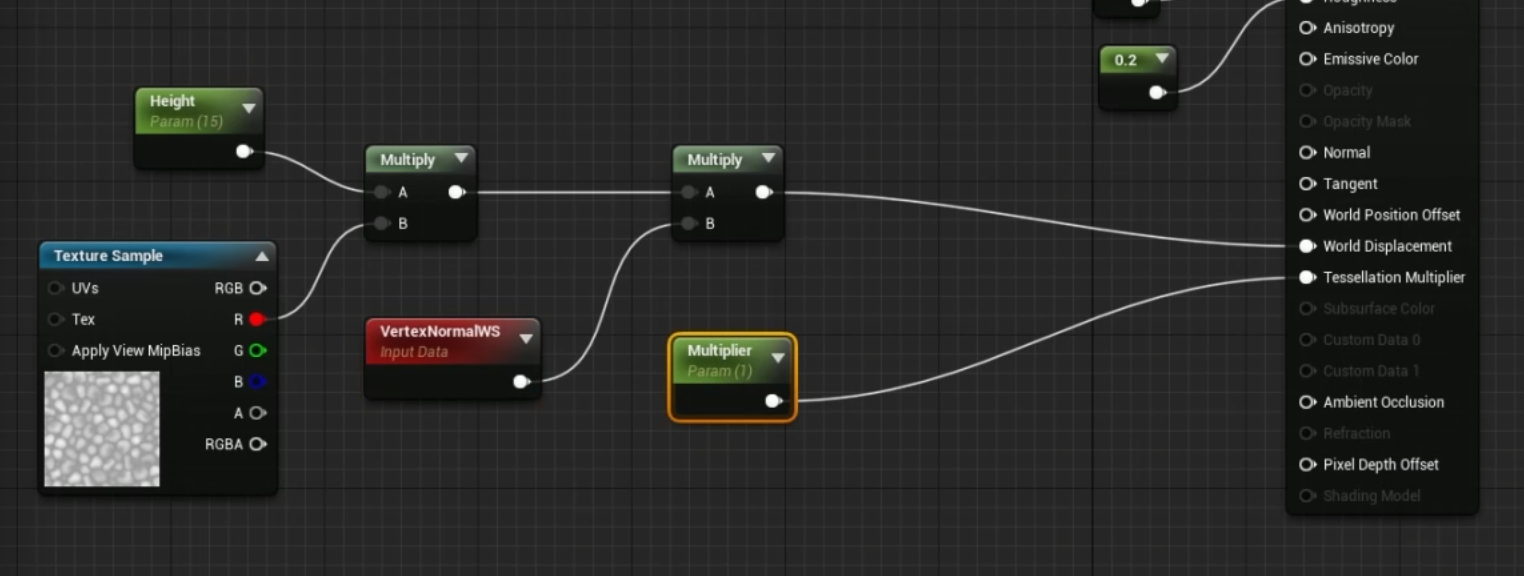 Roughness
Anisotropy
0.2
Emissive Color
Opacity
Opacity Mask
Normal
Tangent
World Position Offset
World Displacement
Tessellation Multiplier
Subsurface Color
Custom Data 0
Custom Data 1
Ambient Occlusion
Refraction
Pixel Depth Offset
Shading Model
Height
Param (15)
Multiply
A
B
Multiply
A
B
Texture Sample
UVs RGB
Tex R
Apply View MipBias G
B
A
RGBA
VertexNormalWS
Input Data
Multiplier
Param (1)